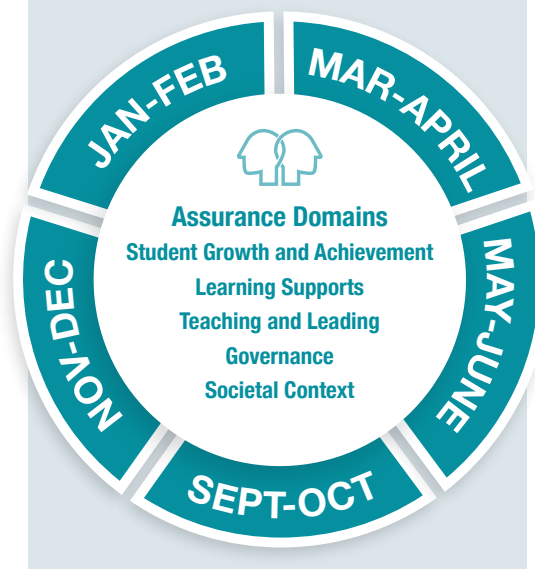 JAN-FEB
MAR-APRIL
MAY-JUNE
SEPT-OCT
NOV-DEC
Assurance Domains
Student Growth and Achievement
Learning Supports
Teaching and Leading
Governance
Societal Context